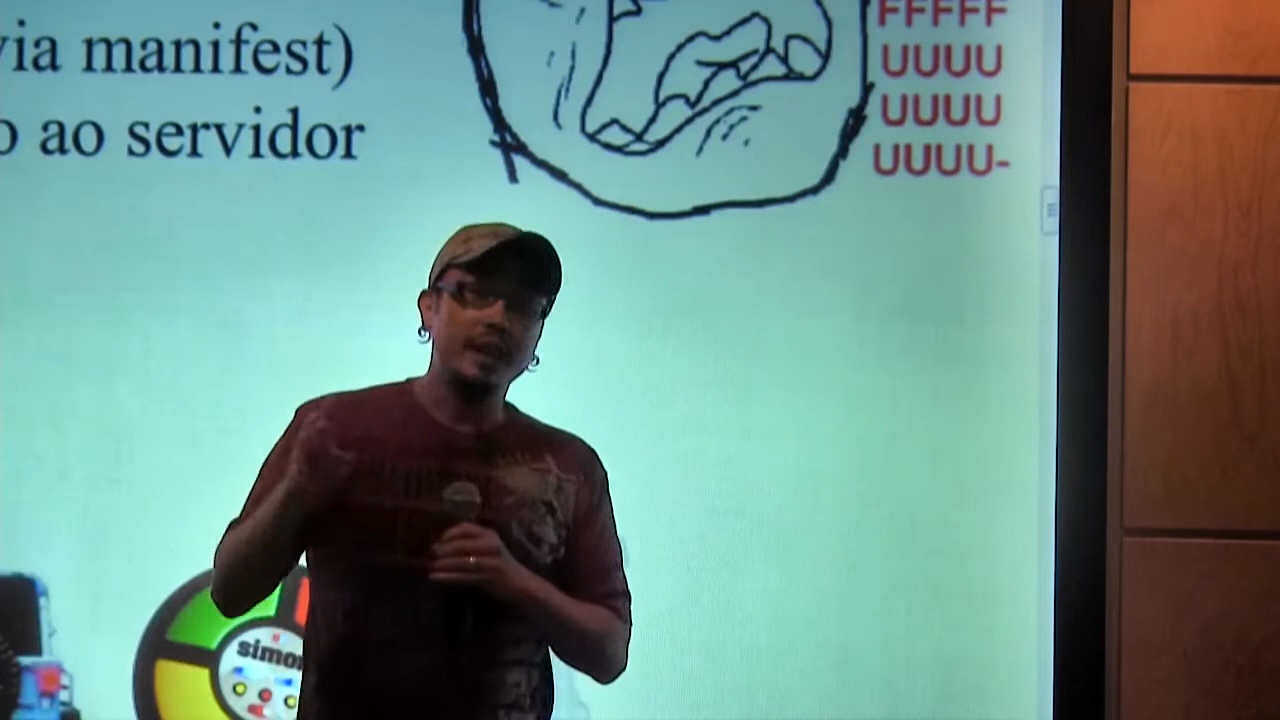 via manifest)
o ao servidor
FFFFF
UUUU
UUUU
UUUU-
simon